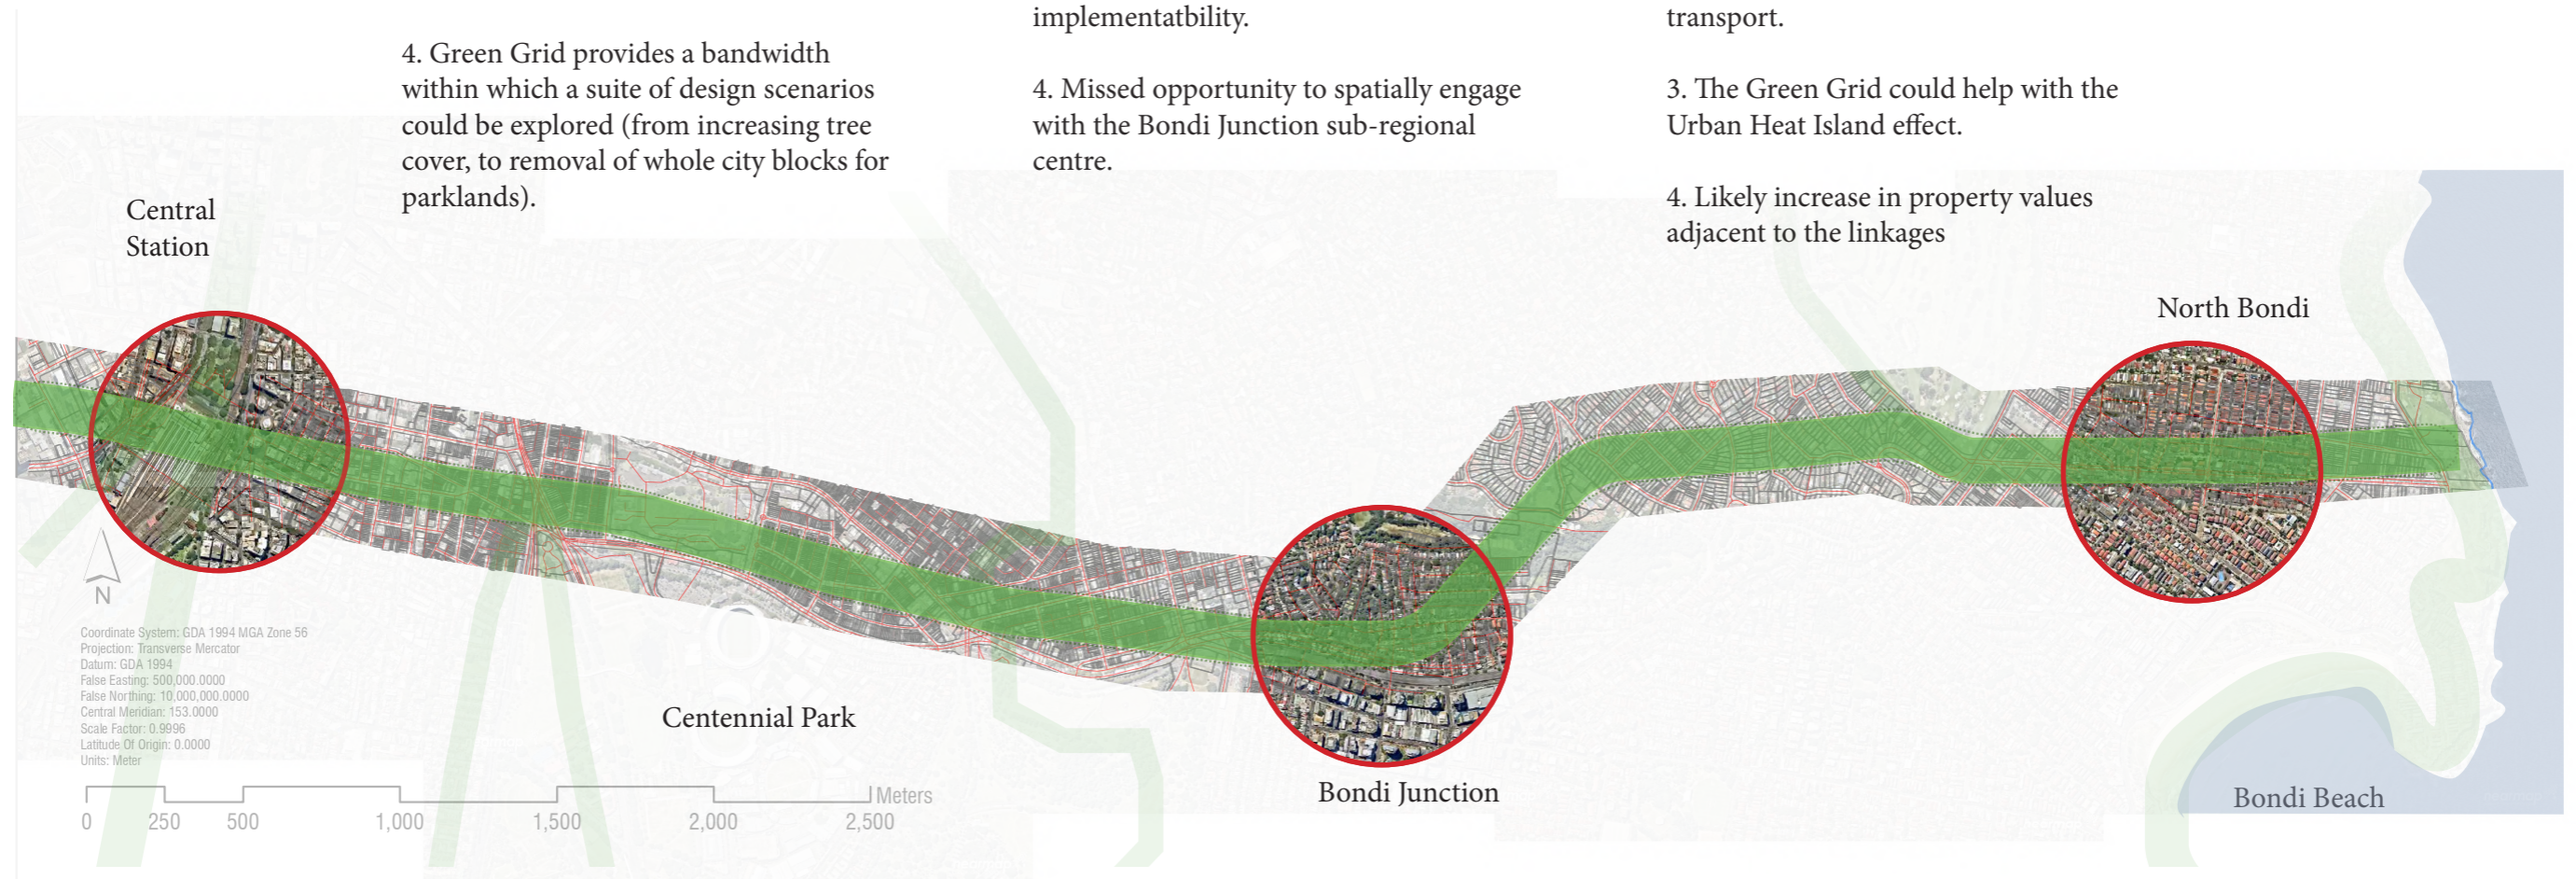 4. Green Grid provides a bandwidth
within which a suite of design scenarios
could be explored (from increasing tree
cover, to removal of whole city blocks for
parklands).
implementatbility.
4. Missed opportunity to spatially engage
with the Bondi Junction sub-regional
centre.
transport.
3. The Green Grid could help with the
Urban Heat Island effect.
4. Likely increase in property values
adjacent to the linkages
Central
Station
North Bondi
N
Coordinate System: GDA 1994 MGA Zone 56
Projection: Transverse Mercator
Datum: GDA 1994
False Easting: 500,000.0000
False Northing: 10,000,000.0000
Central Meridian: 153.0000
Scale Factor: 0.9996
Latitude Of Origin: 0.0000
Units: Meter
Centennial Park
Bondi Junction
Bondi Beach
Meters
0 250 500 1,000 1,500 2,000 2,500